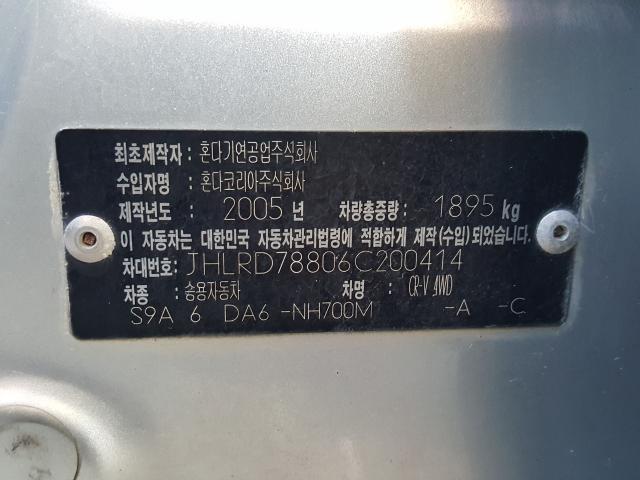 최초제작자 : 혼다기연공업주식회사
수입자명 : 혼다코리아주식회사
제작년도 : 2005 년 차량총중량 : 1895 kg
이 자동차는 대한민국 자동차관리법령에 적합하게 제작(수입)되었습니다.
차대번호: JHLRD78806C200414
차종 : 승용자동차 차명 : CR-V 4WD
S9A 6 DA6 -NH700M -A -C